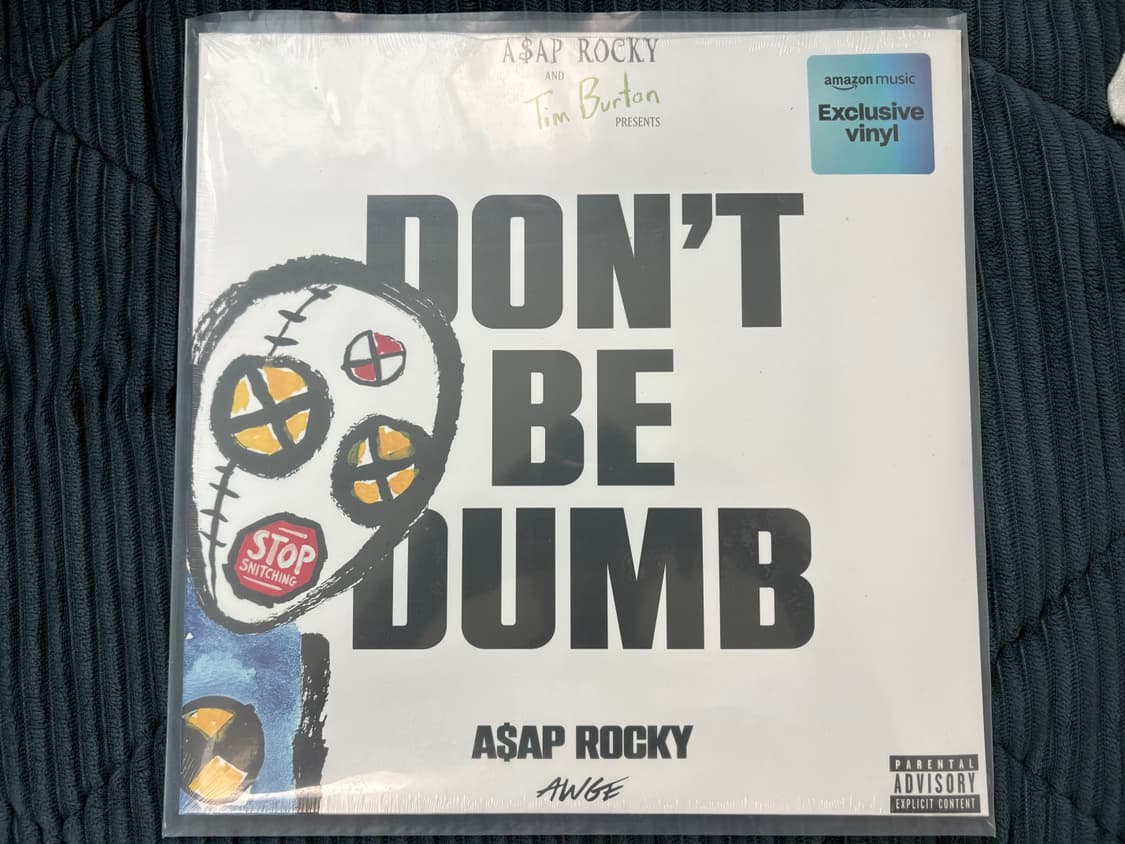 A$AP ROCKY
AND
Tim Burton
PRESENTS
amazon music
Exclusive
vinyl
DON'T
BE
DUMB
STOP
SNITCHING
A$AP ROCKY
AWGE
PARENTAL
ADVISORY
EXPLICIT CONTENT